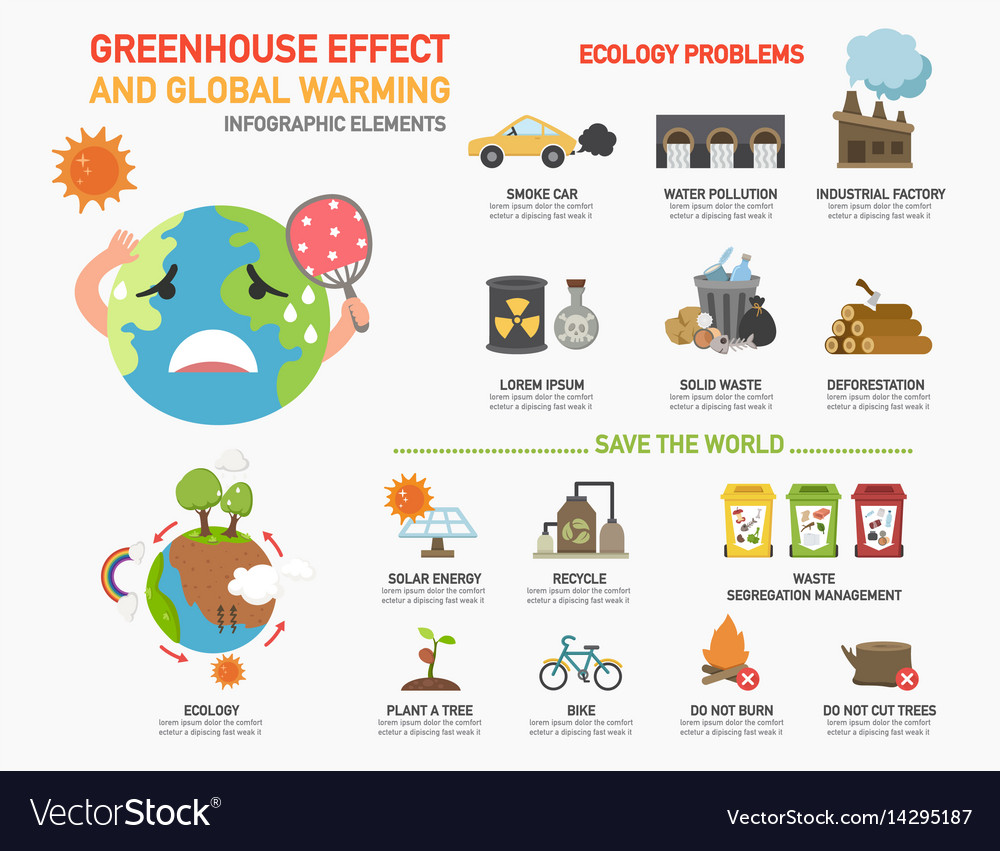 GREENHOUSE EFFECT
AND GLOBAL WARMING
INFOGRAPHIC ELEMENTS
ECOLOGY PROBLEMS
SMOKE CAR
lorem ipsum dolor the comfort
ectetur a dipiscing fast weak it
WATER POLLUTION
lorem ipsum dolor the comfort
ectetur a dipiscing fast weak it
INDUSTRIAL FACTORY
lorem ipsum dolor the comfort
ectetur a dipiscing fast weak it
LOREM IPSUM
lorem ipsum dolor the comfort
ectetur a dipiscing fast weak it
SOLID WASTE
lorem ipsum dolor the comfort
ectetur a dipiscing fast weak it
DEFORESTATION
lorem ipsum dolor the comfort
ectetur a dipiscing fast weak it
SAVE THE WORLD
SOLAR ENERGY
lorem ipsum dolor the comfort
ectetur a dipiscing fast weak it
RECYCLE
lorem ipsum dolor the comfort
ectetur a dipiscing fast weak it
WASTE
SEGREGATION MANAGEMENT
ECOLOGY
lorem ipsum dolor the comfort
ectetur a dipiscing fast weak it
PLANT A TREE
lorem ipsum dolor the comfort
ectetur a dipiscing fast weak it
BIKE
lorem ipsum dolor the comfort
ectetur a dipiscing fast weak it
DO NOT BURN
lorem ipsum dolor the comfort
ectetur a dipiscing fast weak it
DO NOT CUT TREES
lorem ipsum dolor the comfort
ectetur a dipiscing fast weak it
VectorStock®
VectorStock.com/14295187